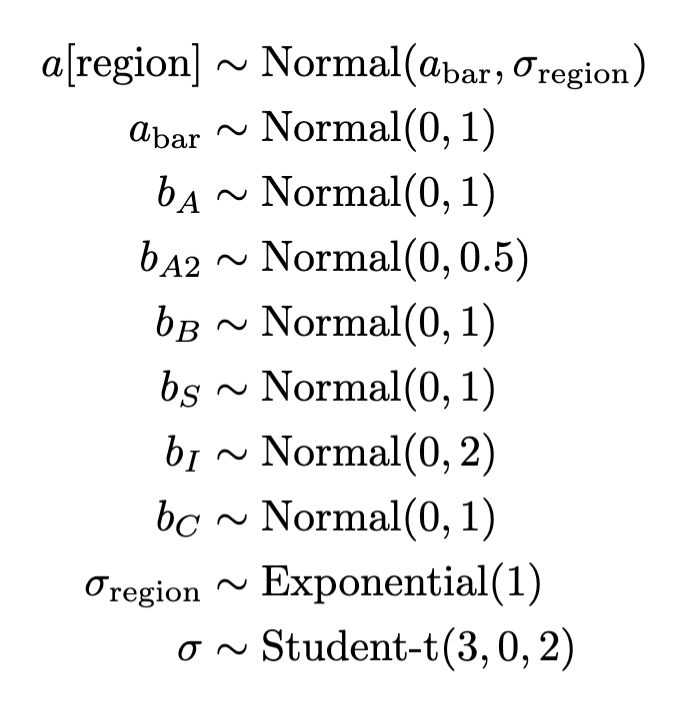 a[region] ∼ Normal(a_bar, σ_region)
a_bar ∼ Normal(0, 1)
b_A ∼ Normal(0, 1)
b_A2 ∼ Normal(0, 0.5)
b_B ∼ Normal(0, 1)
b_S ∼ Normal(0, 1)
b_I ∼ Normal(0, 2)
b_C ∼ Normal(0, 1)
σ_region ∼ Exponential(1)
σ ∼ Student-t(3, 0, 2)